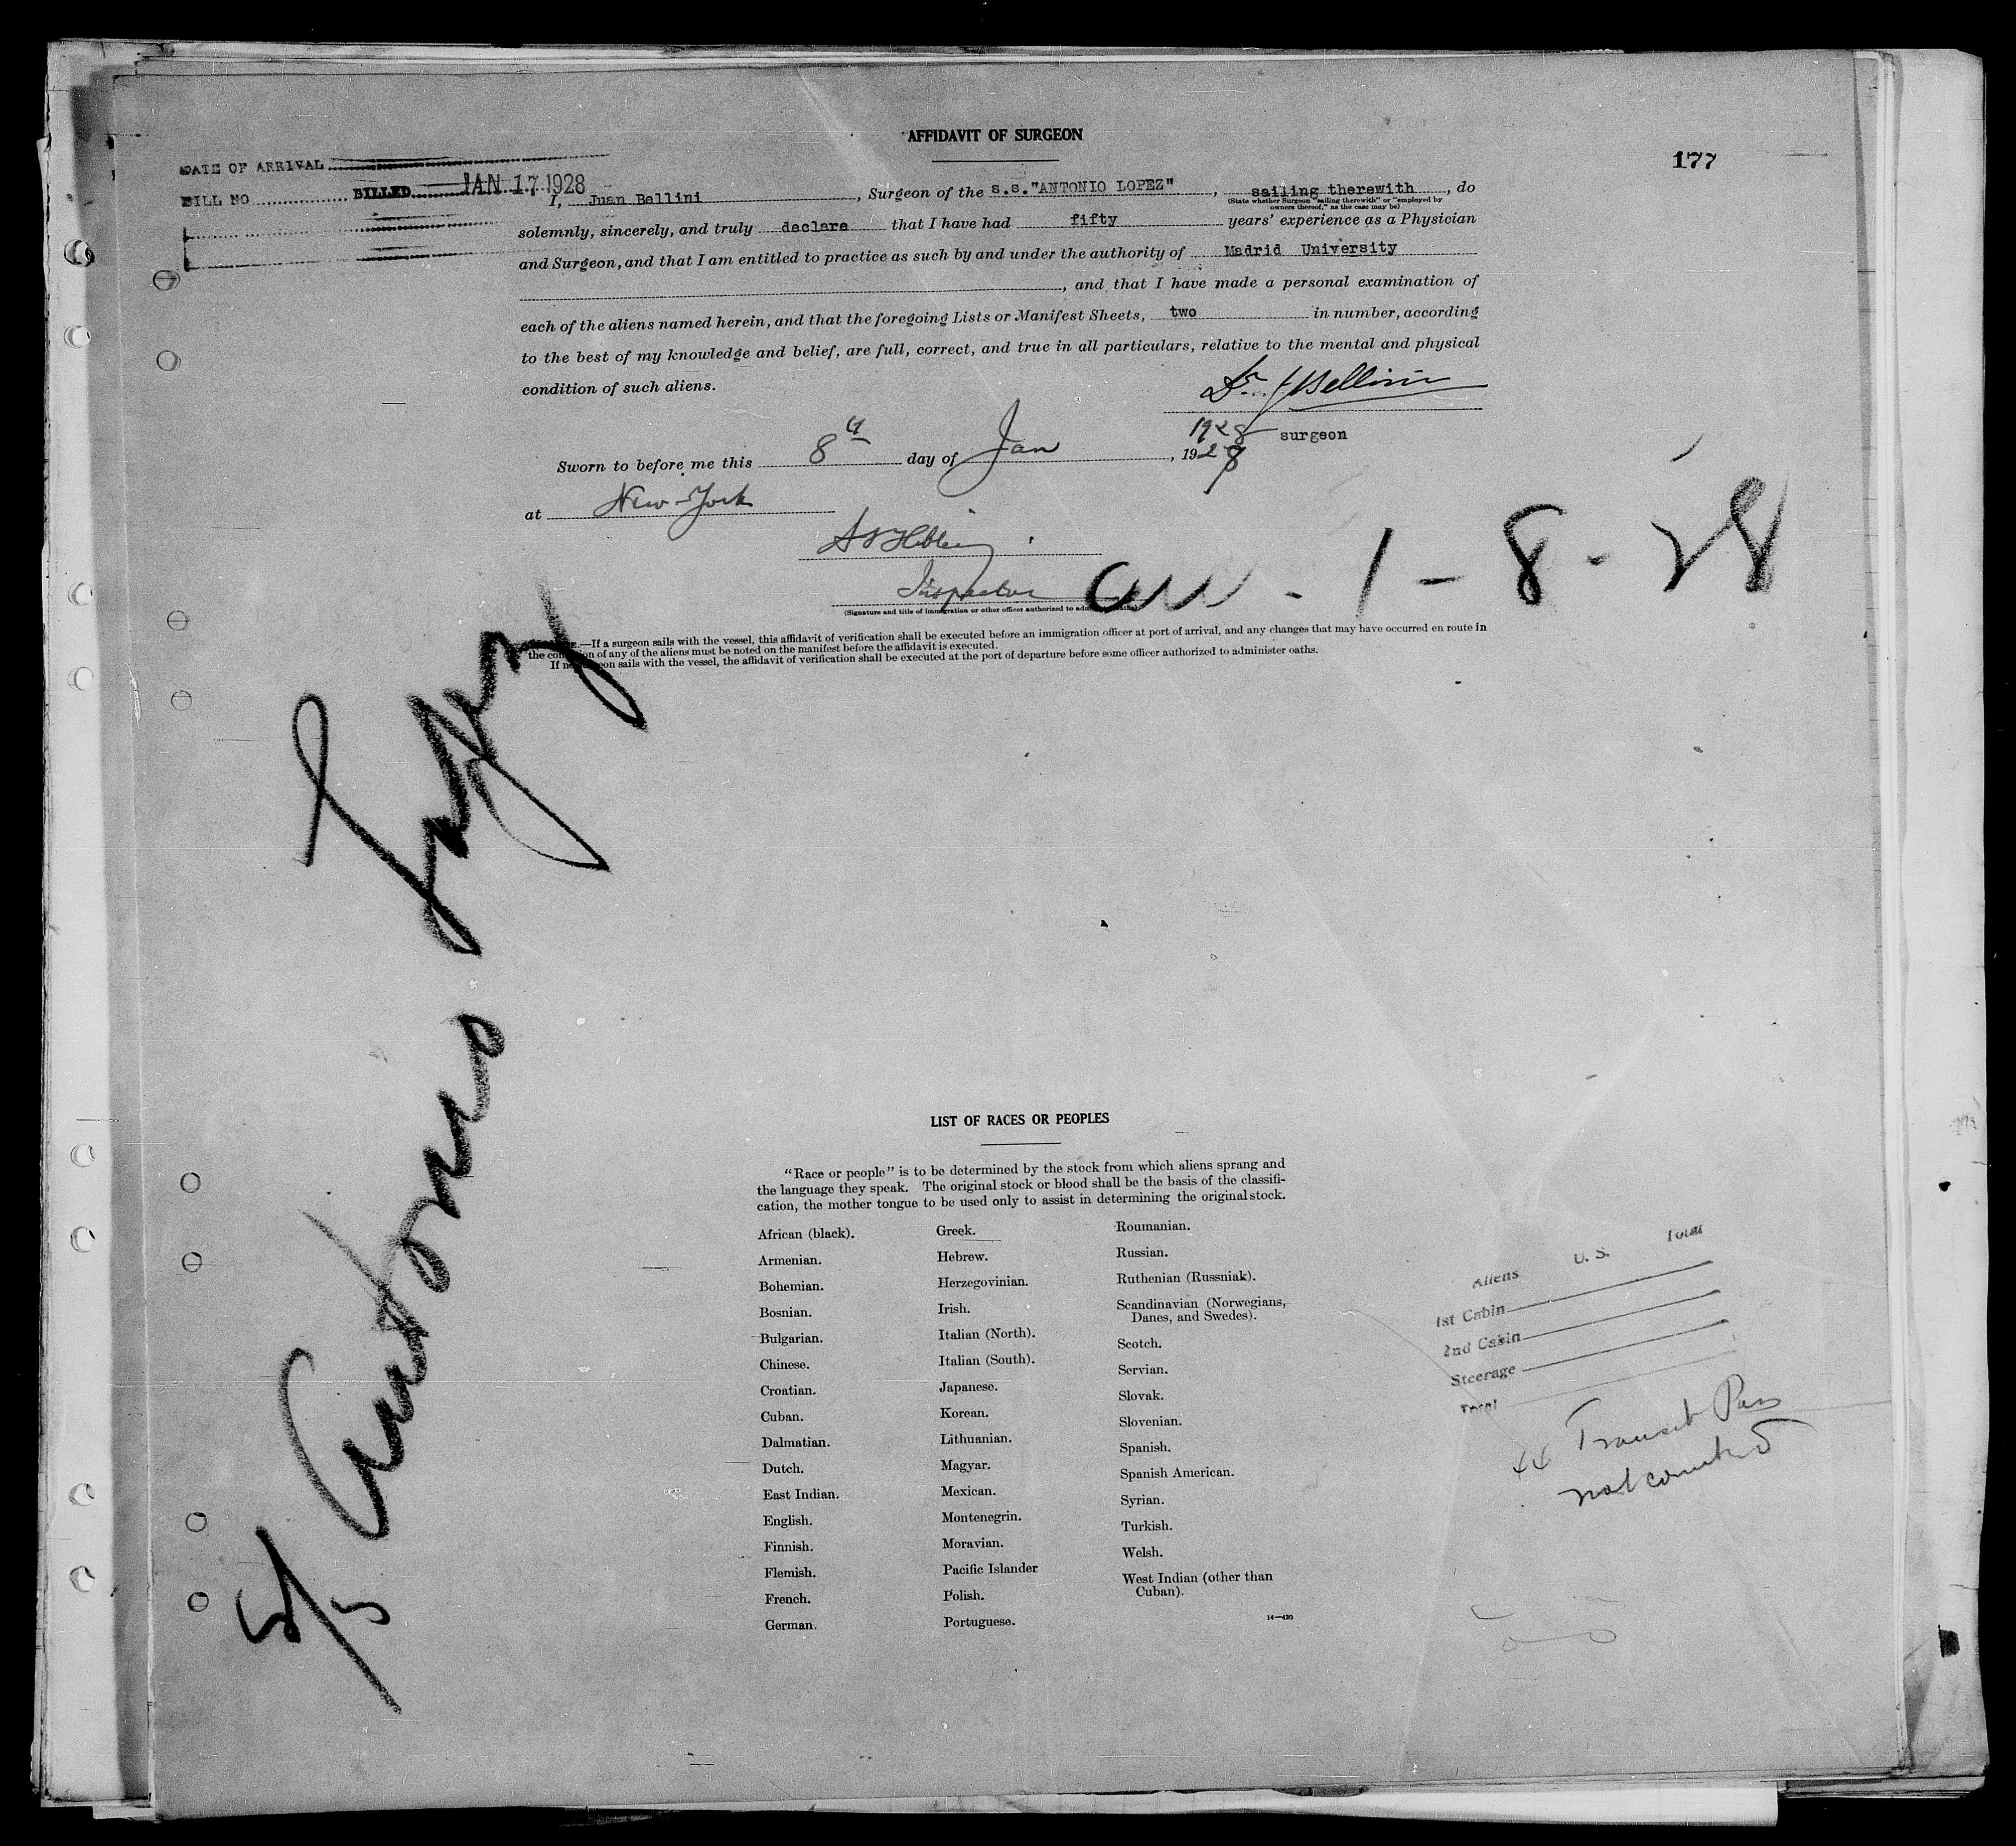 AFFIDAVIT OF SURGEON
177
DATE OF ARRIVAL
BILL NO BILLED JAN 17 1928
I, Juan Bellini, Surgeon of the s.s."ANTONIO LOPEZ", sailing therewith, do
(State whether Surgeon "sailing therewith" or "employed by
owners thereof," as the case may be)
solemnly, sincerely, and truly declare that I have had fifty years' experience as a Physician
and Surgeon, and that I am entitled to practice as such by and under the authority of Madrid University
, and that I have made a personal examination of
each of the aliens named herein, and that the foregoing Lists or Manifest Sheets, two in number, according
to the best of my knowledge and belief, are full, correct, and true in all particulars, relative to the mental and physical
condition of such aliens.
Dr. J Bellini
1928 surgeon
Sworn to before me this 8th day of Jan, 1928
at New-York
Inspector
(Signature and title of immigration or other officer authorized to administer oaths)
1-8-28
.—If a surgeon sails with the vessel, this affidavit of verification shall be executed before an immigration officer at port of arrival, and any changes that may have occurred en route in
the condition of any of the aliens must be noted on the manifest before the affidavit is executed.
If no surgeon sails with the vessel, the affidavit of verification shall be executed at the port of departure before some officer authorized to administer oaths.
S/S Antonio Lopez
LIST OF RACES OR PEOPLES
"Race or people" is to be determined by the stock from which aliens sprang and
the language they speak. The original stock or blood shall be the basis of the classifi-
cation, the mother tongue to be used only to assist in determining the original stock.
African (black).
Armenian.
Bohemian.
Bosnian.
Bulgarian.
Chinese.
Croatian.
Cuban.
Dalmatian.
Dutch.
East Indian.
English.
Finnish.
Flemish.
French.
German.
Greek.
Hebrew.
Herzegovinian.
Irish.
Italian (North).
Italian (South).
Japanese.
Korean.
Lithuanian.
Magyar.
Mexican.
Montenegrin.
Moravian.
Pacific Islander
Polish.
Portuguese.
Roumanian.
Russian.
Ruthenian (Russniak).
Scandinavian (Norwegians,
Danes, and Swedes).
Scotch.
Servian.
Slovak.
Slovenian.
Spanish.
Spanish American.
Syrian.
Turkish.
Welsh.
West Indian (other than
Cuban).
14—430
Aliens U. S. Total
1st Cabin
2nd Cabin
Steerage
Total
44 Transit Pass
not counted